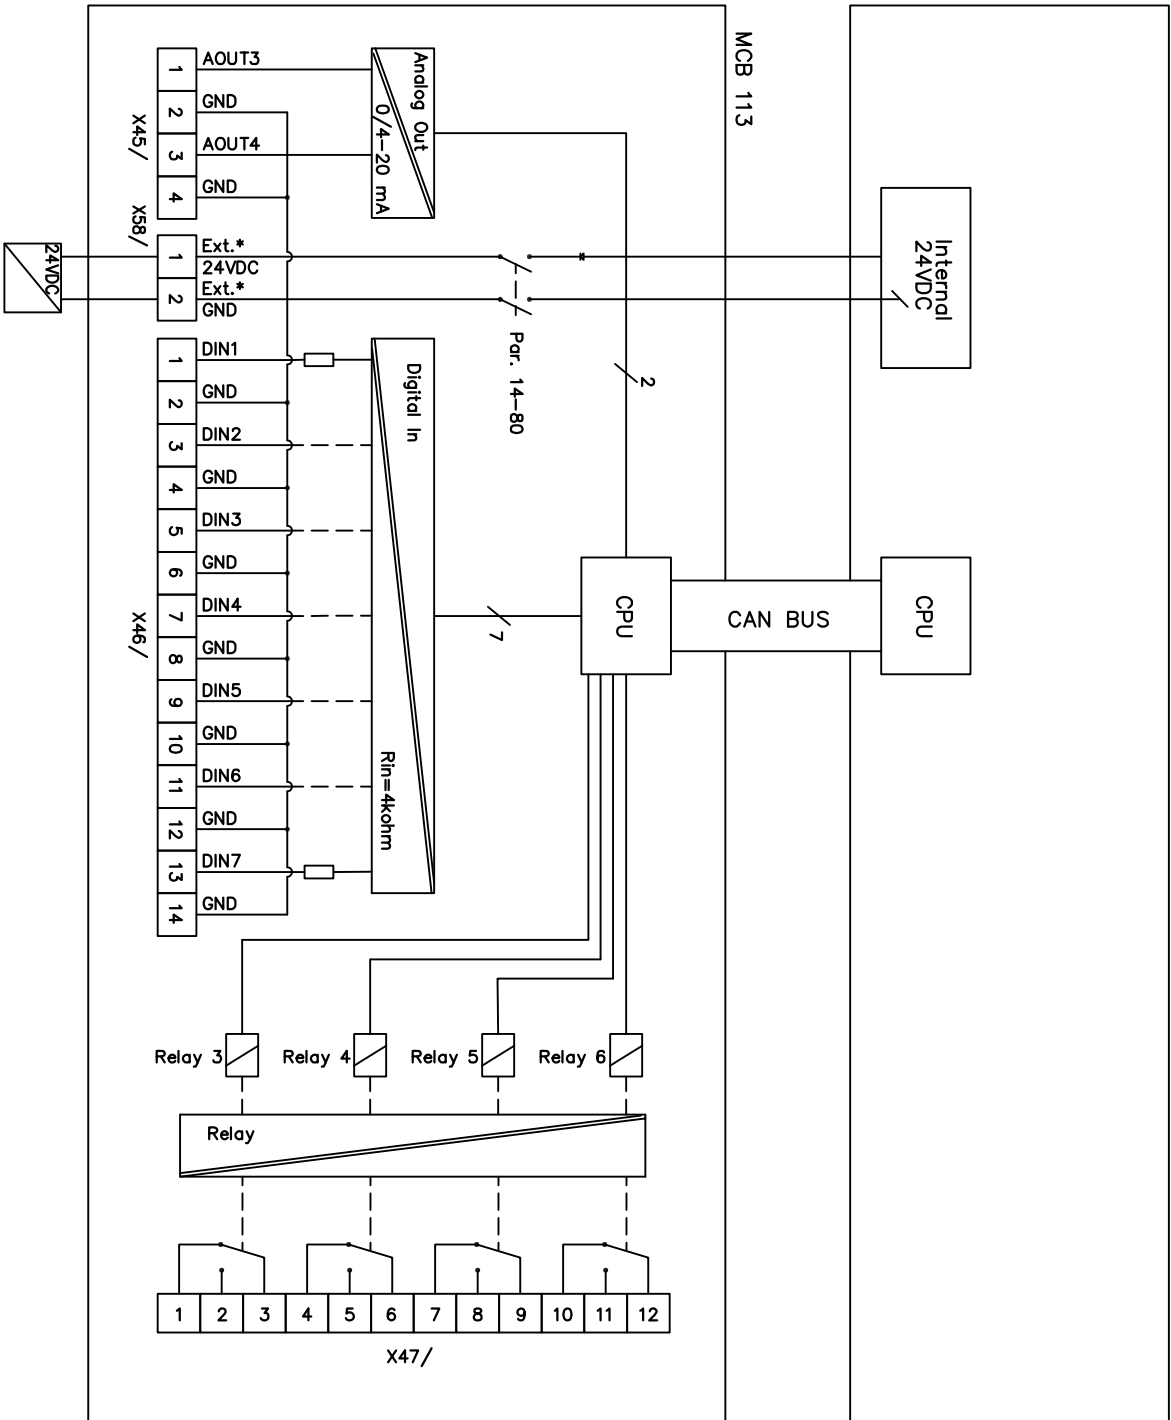 MCB 113
X45/
1
2
3
4
AOUT3
GND
AOUT4
GND
Analog Out
0/4-20 mA
X58/
1
2
Ext.*
24VDC
Ext.*
GND
24VDC
Par. 14-80
Internal
24VDC
2
X46/
1
2
3
4
5
6
7
8
9
10
11
12
13
14
DIN1
GND
DIN2
GND
DIN3
GND
DIN4
GND
DIN5
GND
DIN6
GND
DIN7
GND
Digital In
Rin=4kohm
7
CPU
CAN BUS
CPU
Relay 3
Relay 4
Relay 5
Relay 6
Relay
1
2
3
4
5
6
7
8
9
10
11
12
X47/